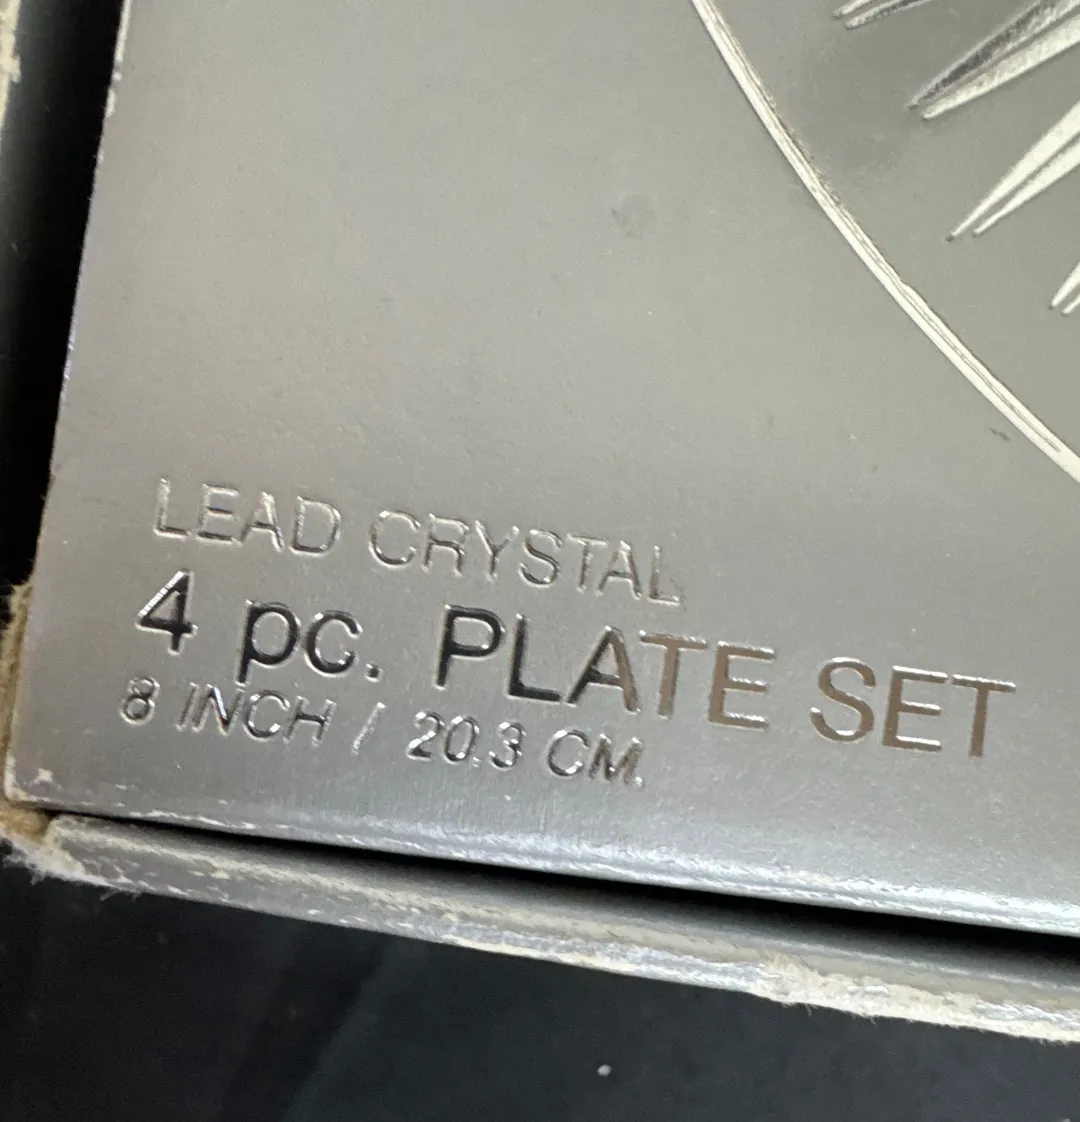 LEAD CRYSTAL
4 pc. PLATE SET
8 INCH / 20.3 CM.